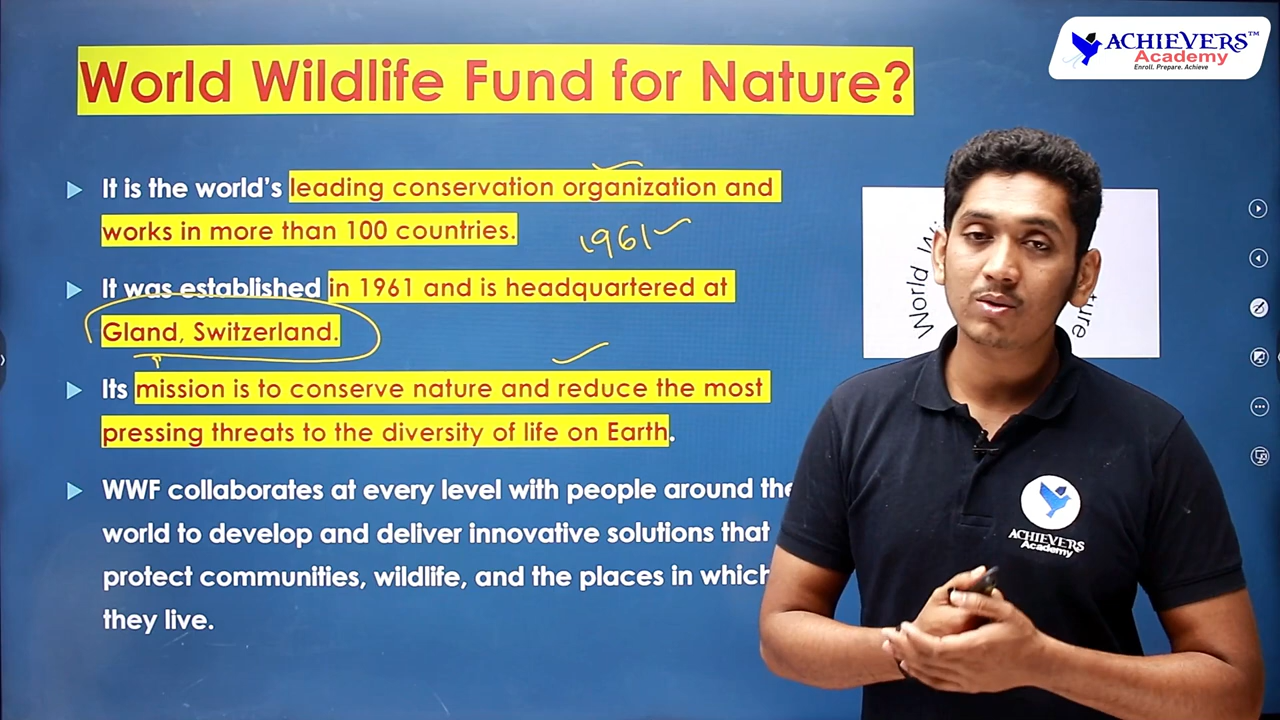 ACHIEVERS™
Academy
Enroll. Prepare. Achieve
World Wildlife Fund for Nature?
It is the world's leading conservation organization and
works in more than 100 countries.
1961
It was established in 1961 and is headquartered at
Gland, Switzerland.
Its mission is to conserve nature and reduce the most
pressing threats to the diversity of life on Earth.
WWF collaborates at every level with people around the
world to develop and deliver innovative solutions that
protect communities, wildlife, and the places in which
they live.
World
ACHIEVERS
Academy